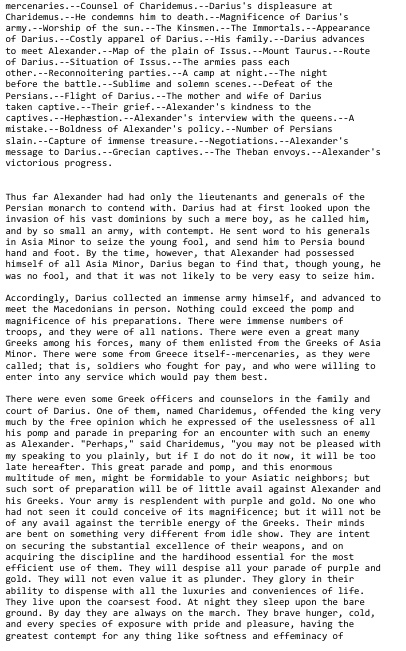 mercenaries.--Counsel of Charidemus.--Darius's displeasure at
Charidemus.--He condemns him to death.--Magnificence of Darius's
army.--Worship of the sun.--The Kinsmen.--The Immortals.--Appearance
of Darius.--Costly apparel of Darius.--His family.--Darius advances
to meet Alexander.--Map of the plain of Issus.--Mount Taurus.--Route
of Darius.--Situation of Issus.--The armies pass each
other.--Reconnoitering parties.--A camp at night.--The night
before the battle.--Sublime and solemn scenes.--Defeat of the
Persians.--Flight of Darius.--The mother and wife of Darius
taken captive.--Their grief.--Alexander's kindness to the
captives.--Hephæstion.--Alexander's interview with the queens.--A
mistake.--Boldness of Alexander's policy.--Number of Persians
slain.--Capture of immense treasure.--Negotiations.--Alexander's
message to Darius.--Grecian captives.--The Theban envoys.--Alexander's
victorious progress.

Thus far Alexander had had only the lieutenants and generals of the
Persian monarch to contend with. Darius had at first looked upon the
invasion of his vast dominions by such a mere boy, as he called him,
and by so small an army, with contempt. He sent word to his generals
in Asia Minor to seize the young fool, and send him to Persia bound
hand and foot. By the time, however, that Alexander had possessed
himself of all Asia Minor, Darius began to find that, though young, he
was no fool, and that it was not likely to be very easy to seize him.

Accordingly, Darius collected an immense army himself, and advanced to
meet the Macedonians in person. Nothing could exceed the pomp and
magnificence of his preparations. There were immense numbers of
troops, and they were of all nations. There were even a great many
Greeks among his forces, many of them enlisted from the Greeks of Asia
Minor. There were some from Greece itself--mercenaries, as they were
called; that is, soldiers who fought for pay, and who were willing to
enter into any service which would pay them best.

There were even some Greek officers and counselors in the family and
court of Darius. One of them, named Charidemus, offended the king very
much by the free opinion which he expressed of the uselessness of all
his pomp and parade in preparing for an encounter with such an enemy
as Alexander. "Perhaps," said Charidemus, "you may not be pleased with
my speaking to you plainly, but if I do not do it now, it will be too
late hereafter. This great parade and pomp, and this enormous
multitude of men, might be formidable to your Asiatic neighbors; but
such sort of preparation will be of little avail against Alexander and
his Greeks. Your army is resplendent with purple and gold. No one who
had not seen it could conceive of its magnificence; but it will not be
of any avail against the terrible energy of the Greeks. Their minds
are bent on something very different from idle show. They are intent
on securing the substantial excellence of their weapons, and on
acquiring the discipline and the hardihood essential for the most
efficient use of them. They will despise all your parade of purple and
gold. They will not even value it as plunder. They glory in their
ability to dispense with all the luxuries and conveniences of life.
They live upon the coarsest food. At night they sleep upon the bare
ground. By day they are always on the march. They brave hunger, cold,
and every species of exposure with pride and pleasure, having the
greatest contempt for any thing like softness and effeminacy of